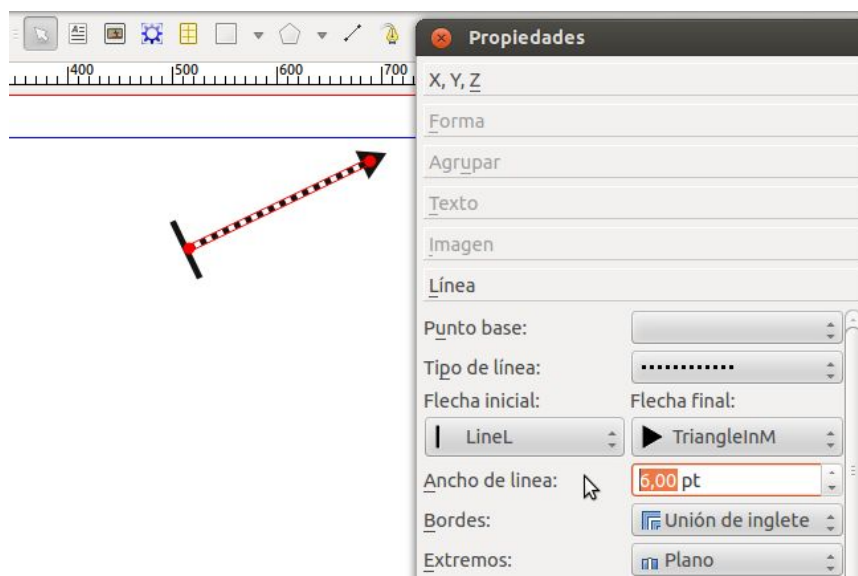 400 500 600 700
Propiedades
X, Y, Z
Forma
Agrupar
Texto
Imagen
Línea
Punto base:
Tipo de línea:
Flecha inicial: Flecha final:
LineL TriangleInM
Ancho de linea: 6,00 pt
Bordes: Unión de inglete
Extremos: Plano